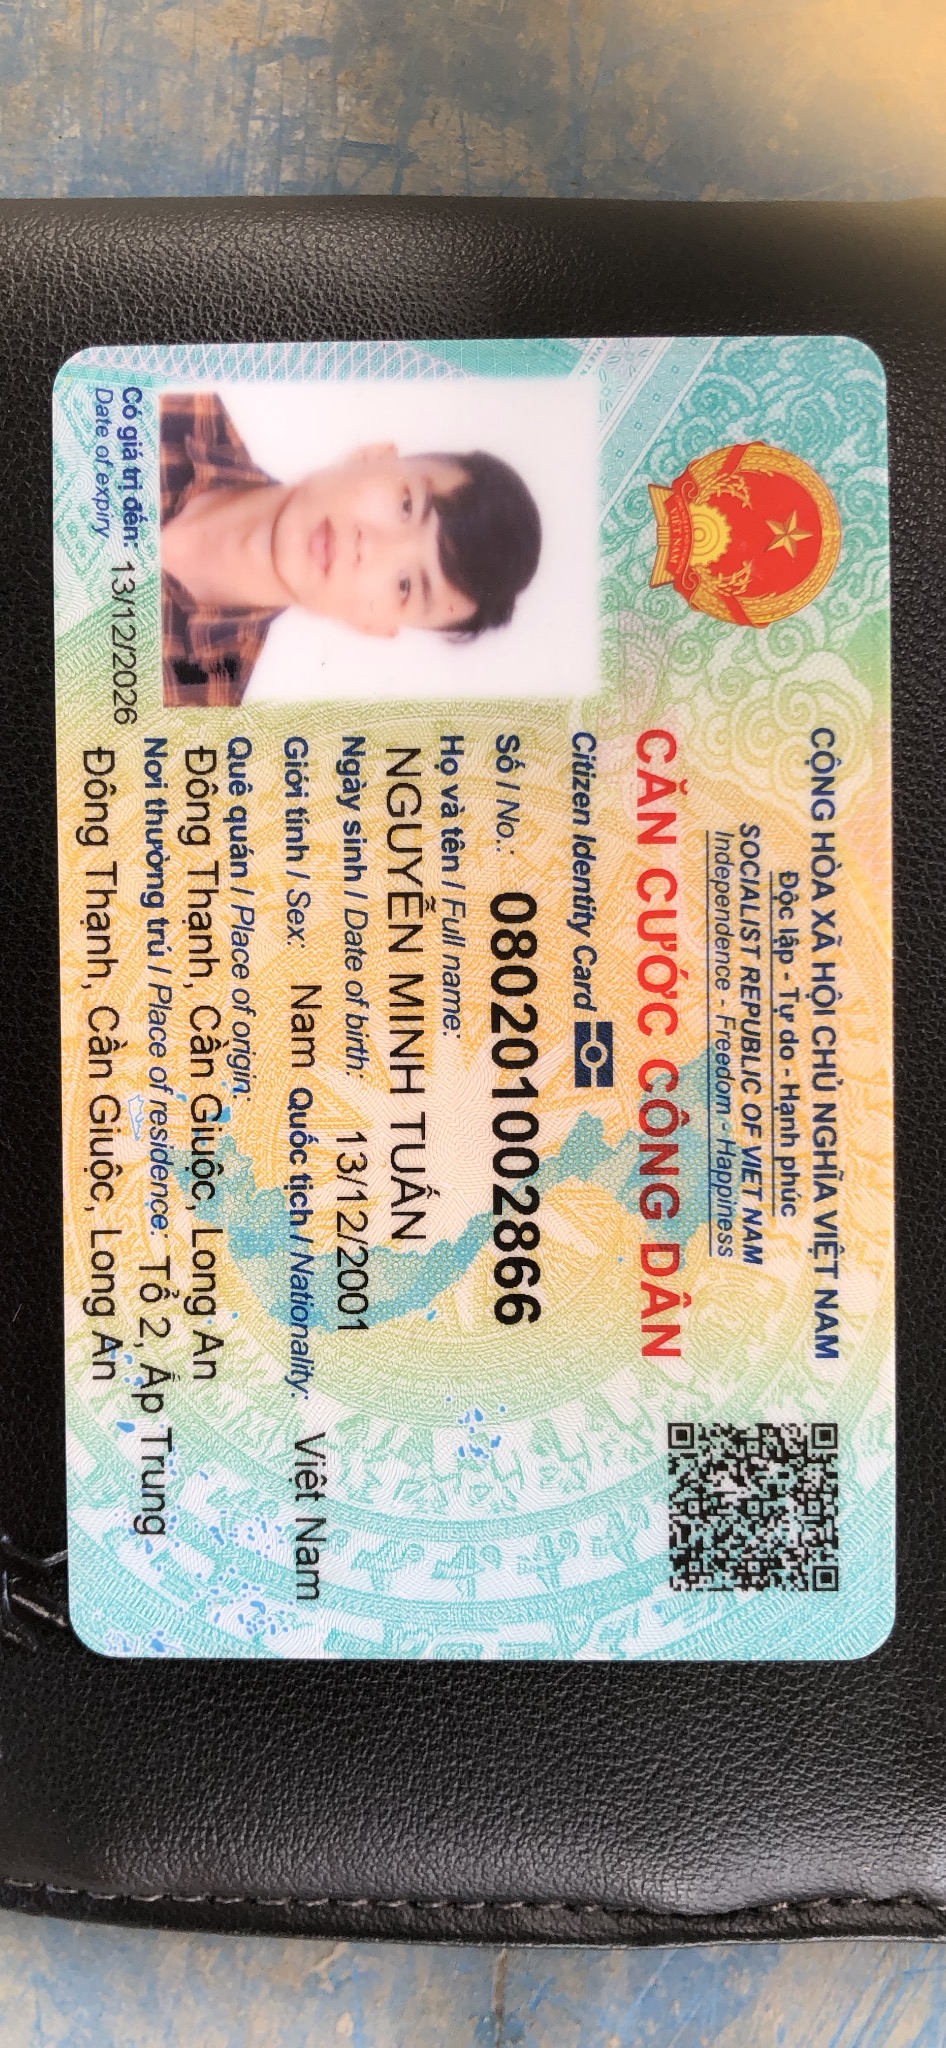 CỘNG HÒA XÃ HỘI CHỦ NGHĨA VIỆT NAM
Độc lập - Tự do - Hạnh phúc
SOCIALIST REPUBLIC OF VIET NAM
Independence - Freedom - Happiness
CĂN CƯỚC CÔNG DÂN
Citizen Identity Card
Số / No.: 080201002866
Họ và tên / Full name:
NGUYỄN MINH TUẤN
Ngày sinh / Date of birth: 13/12/2001
Giới tính / Sex: Nam Quốc tịch / Nationality: Việt Nam
Quê quán / Place of origin:
Đông Thạnh, Cần Giuộc, Long An
Nơi thường trú / Place of residence: Tổ 2, Ấp Trung
Đông Thạnh, Cần Giuộc, Long An
Có giá trị đến: 13/12/2026
Date of expiry